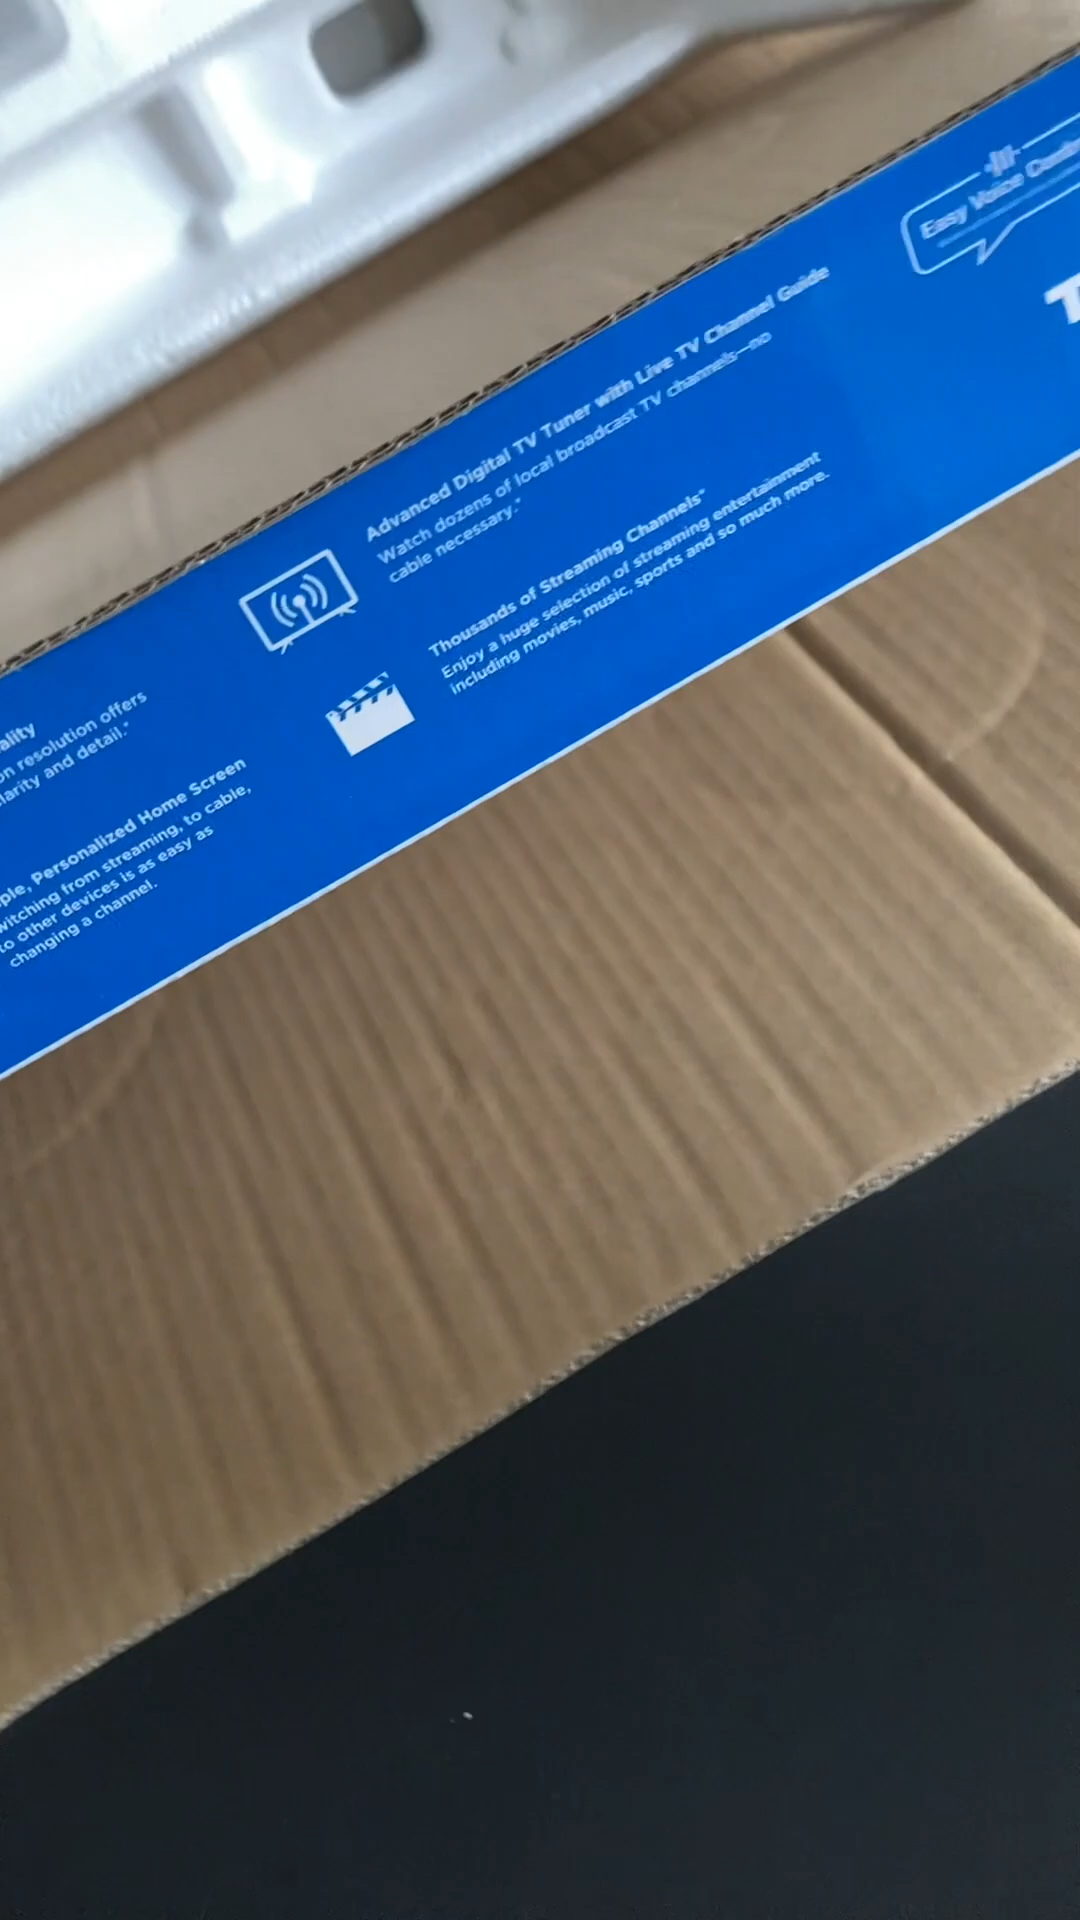 ality
on resolution offers
larity and detail.*
ple, Personalized Home Screen
witching from streaming, to cable,
to other devices is as easy as
changing a channel.
Advanced Digital TV Tuner with Live TV Channel Guide
Watch dozens of local broadcast TV channels—no
cable necessary.*
Thousands of Streaming Channels*
Enjoy a huge selection of streaming entertainment
including movies, music, sports and so much more.
Easy Voice Contr
T